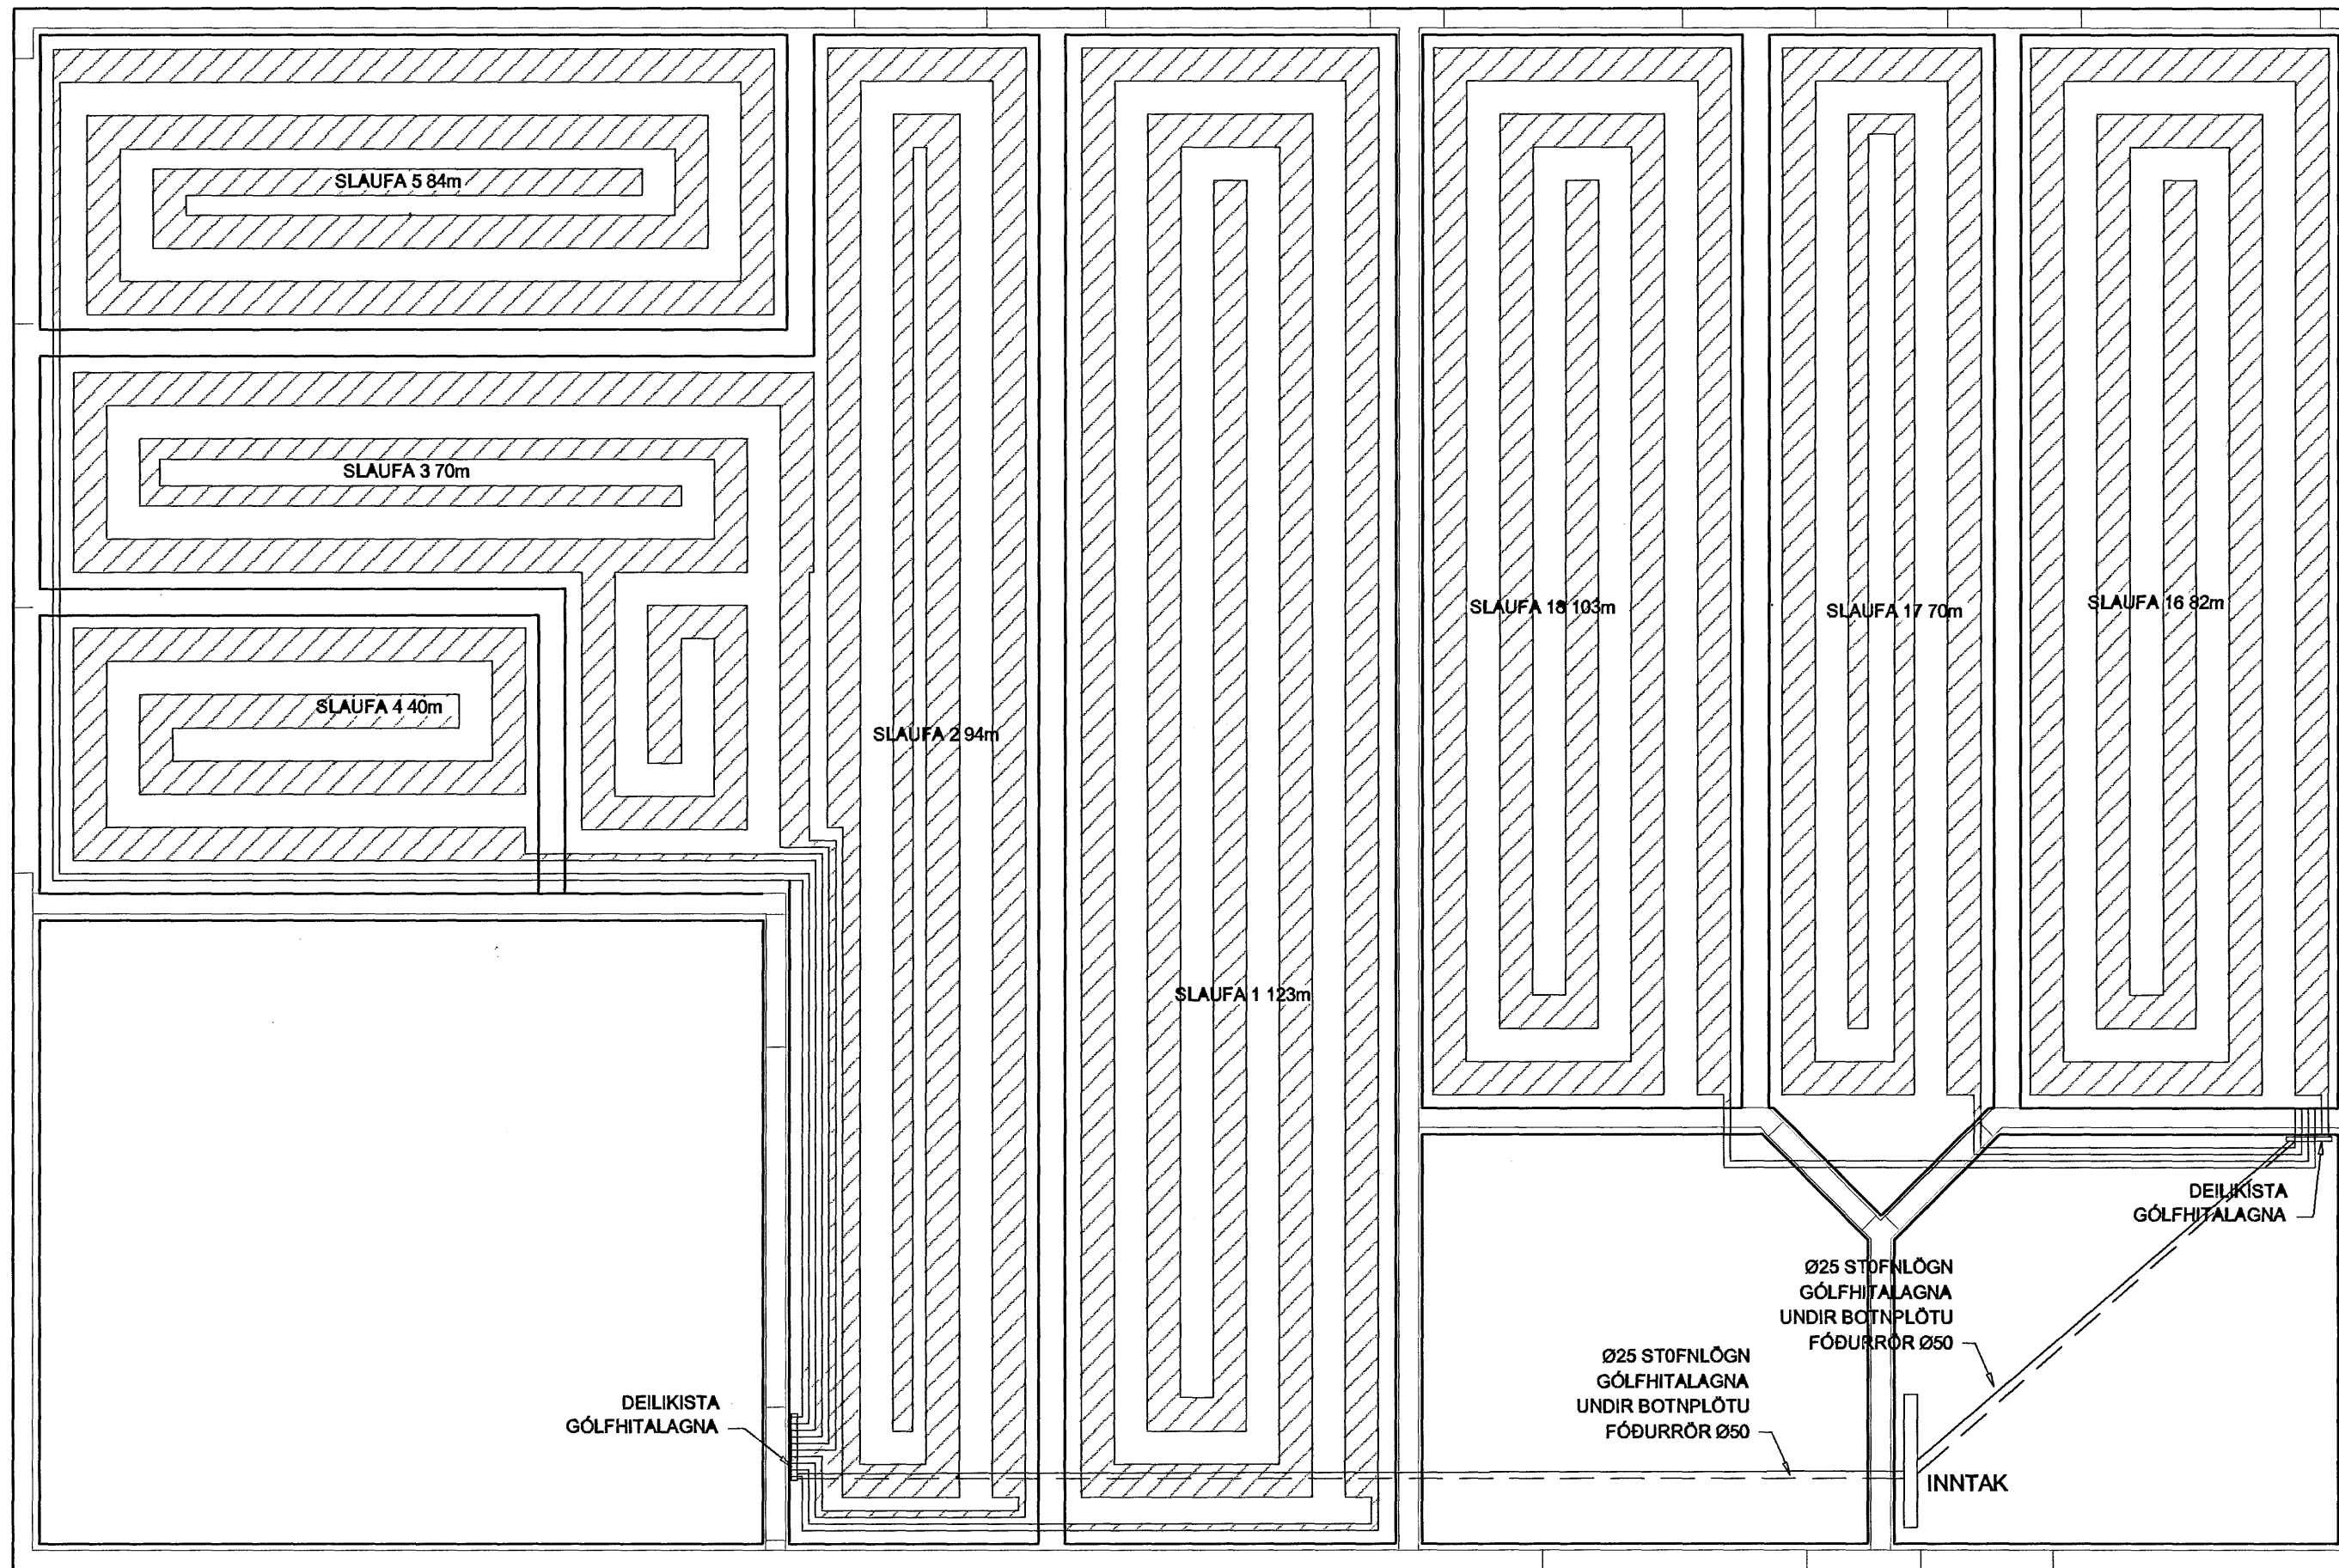 SLAUFA 5 84m
SLAUFA 3 70m
SLAUFA 18 103m
SLAUFA 17 70m
SLAUFA 16 82m
SLAUFA 4 40m
SLAUFA 2 94m
SLAUFA 1 123m
DEILIKISTA
GÓLFHITALAGNA
Ø25 STOFNLÖGN
GÓLFHITALAGNA
UNDIR BOTNPLÖTU
FÓÐURRÖR Ø50
Ø25 STOFNLÖGN
GÓLFHITALAGNA
UNDIR BOTNPLÖTU
FÓÐURRÖR Ø50
DEILIKISTA
GÓLFHITALAGNA
INNTAK